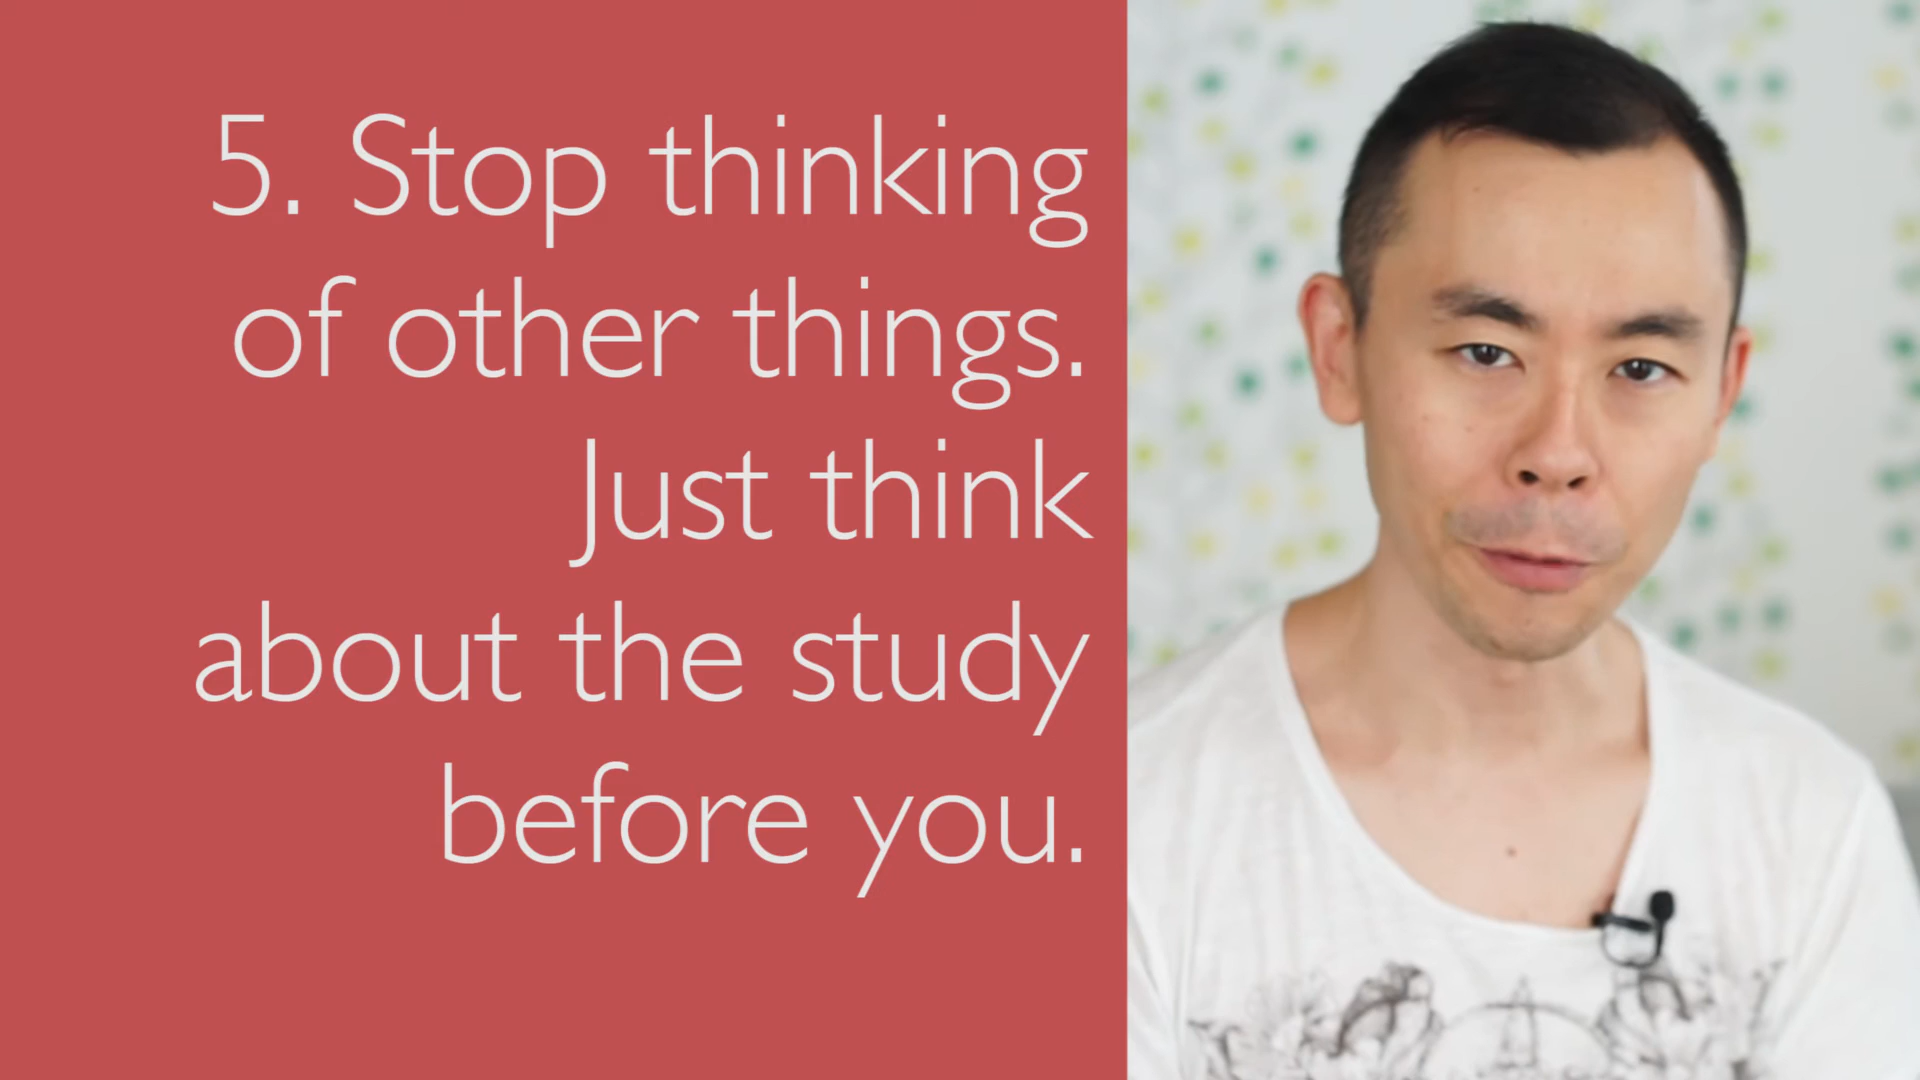 5. Stop thinking
of other things.
Just think
about the study
before you.